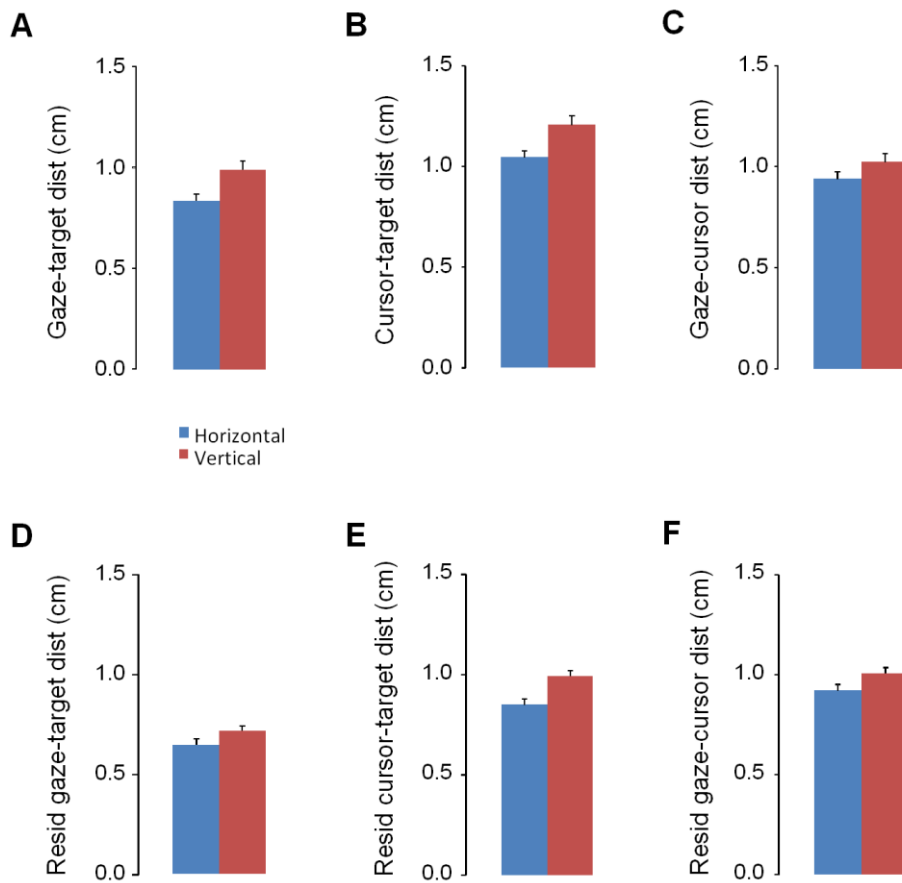 A
B
C
Gaze-target dist (cm)
1.5
1.0
0.5
0.0
Cursor-target dist (cm)
1.5
1.0
0.5
0.0
Gaze-cursor dist (cm)
1.5
1.0
0.5
0.0
Horizontal
Vertical
D
E
F
Resid gaze-target dist (cm)
1.5
1.0
0.5
0.0
Resid cursor-target dist (cm)
1.5
1.0
0.5
0.0
Resid gaze-cursor dist (cm)
1.5
1.0
0.5
0.0